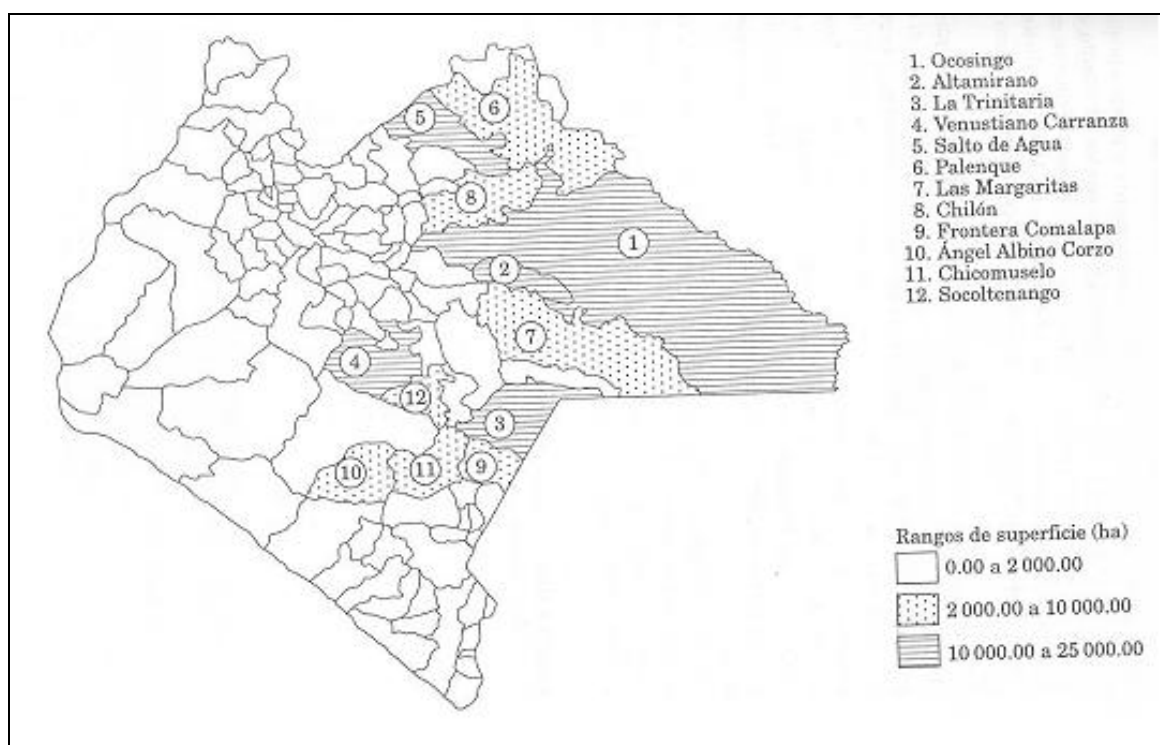 1. Ocosingo
2. Altamirano
3. La Trinitaria
4. Venustiano Carranza
5. Salto de Agua
6. Palenque
7. Las Margaritas
8. Chilón
9. Frontera Comalapa
10. Ángel Albino Corzo
11. Chicomuselo
12. Socoltenango
5
6
8
1
2
7
4
12
3
10
11
9
Rangos de superficie (ha)
0.00 a 2 000.00
2 000.00 a 10 000.00
10 000.00 a 25 000.00